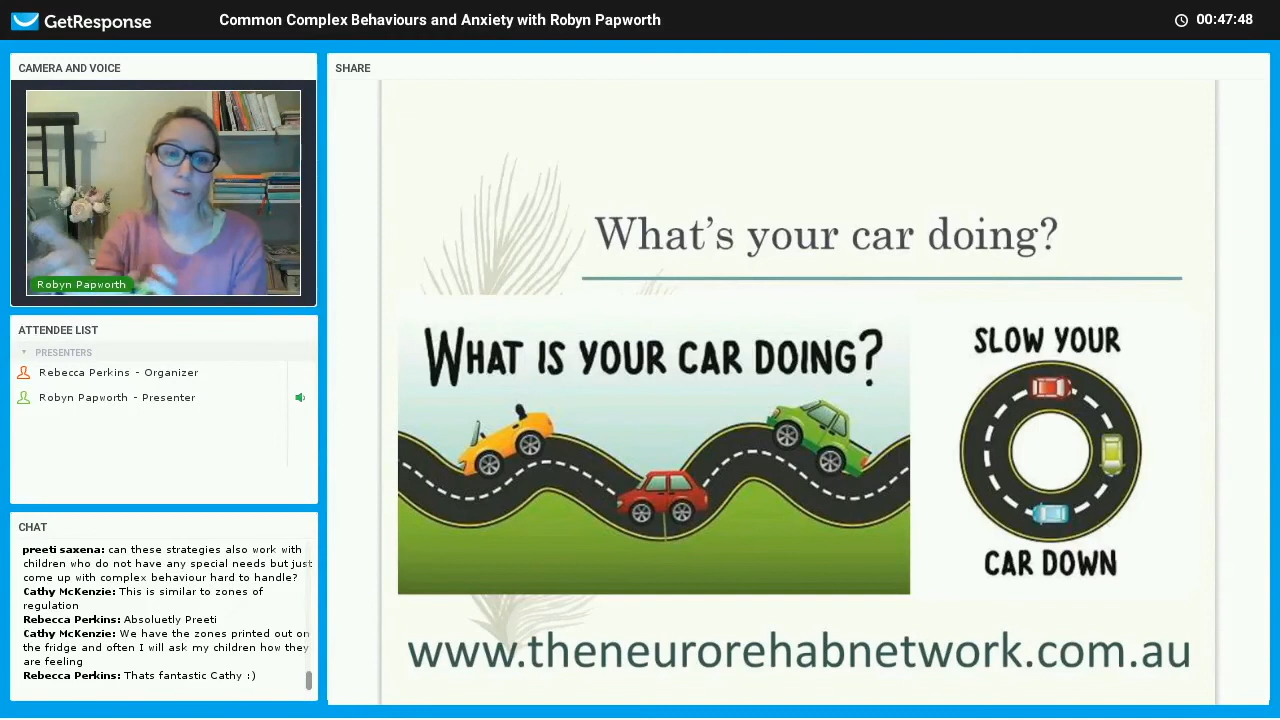 GetResponse
Common Complex Behaviours and Anxiety with Robyn Papworth
00:47:48
CAMERA AND VOICE
Robyn Papworth
ATTENDEE LIST
PRESENTERS
Rebecca Perkins - Organizer
Robyn Papworth - Presenter
CHAT
preeti saxena: can these strategies also work with
children who do not have any special needs but just
come up with complex behaviour hard to handle?
Cathy McKenzie: This is similar to zones of
regulation
Rebecca Perkins: Absoluetly Preeti
Cathy McKenzie: We have the zones printed out on
the fridge and often I will ask my children how they
are feeling
Rebecca Perkins: Thats fantastic Cathy :)
SHARE
What's your car doing?
WHAT IS YOUR CAR DOING?
SLOW YOUR
CAR DOWN
www.theneurorehabnetwork.com.au